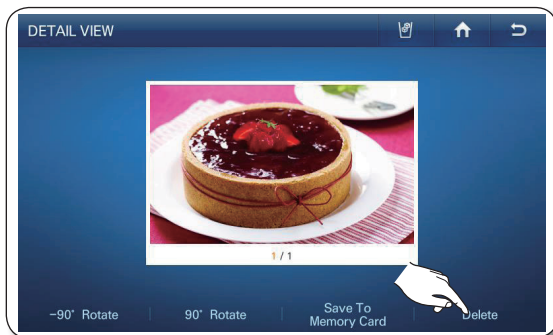 DETAIL VIEW
1 / 1
-90° Rotate
90° Rotate
Save To
Memory Card
Delete